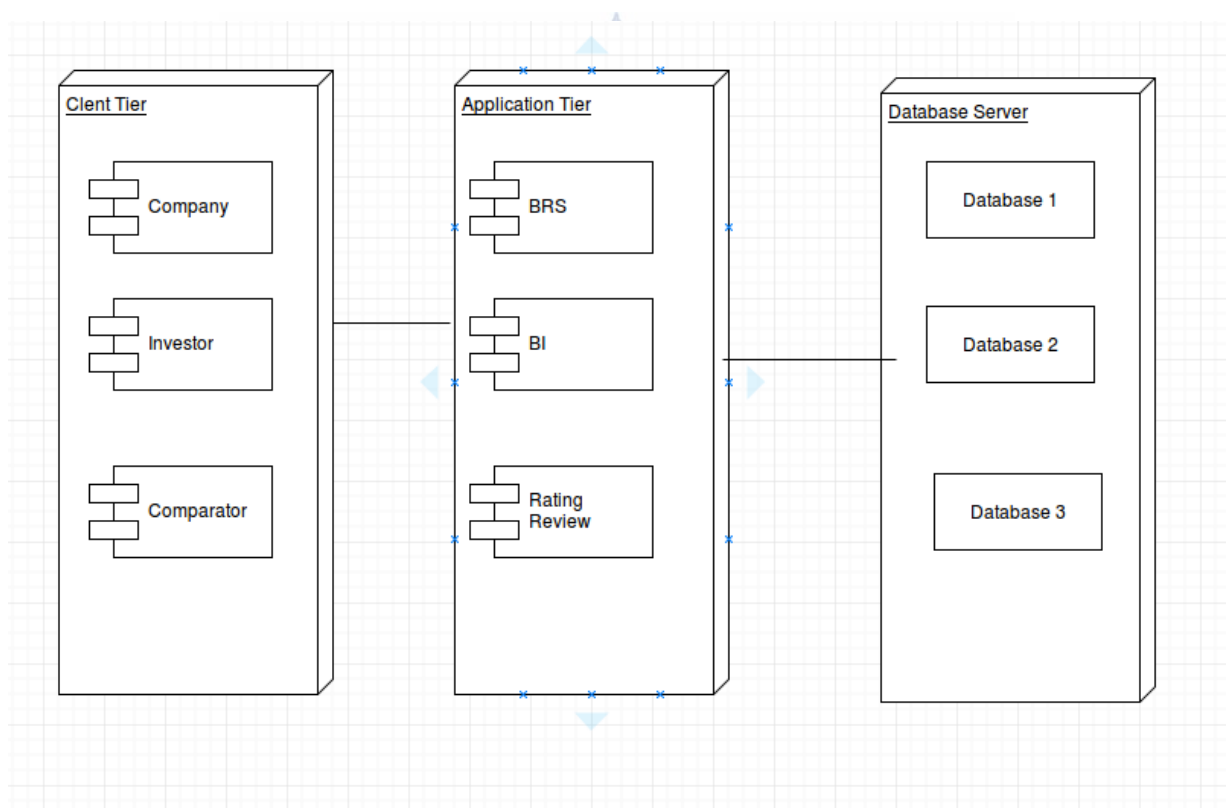 Clent Tier
Company
Investor
Comparator
Application Tier
BRS
BI
Rating
Review
Database Server
Database 1
Database 2
Database 3